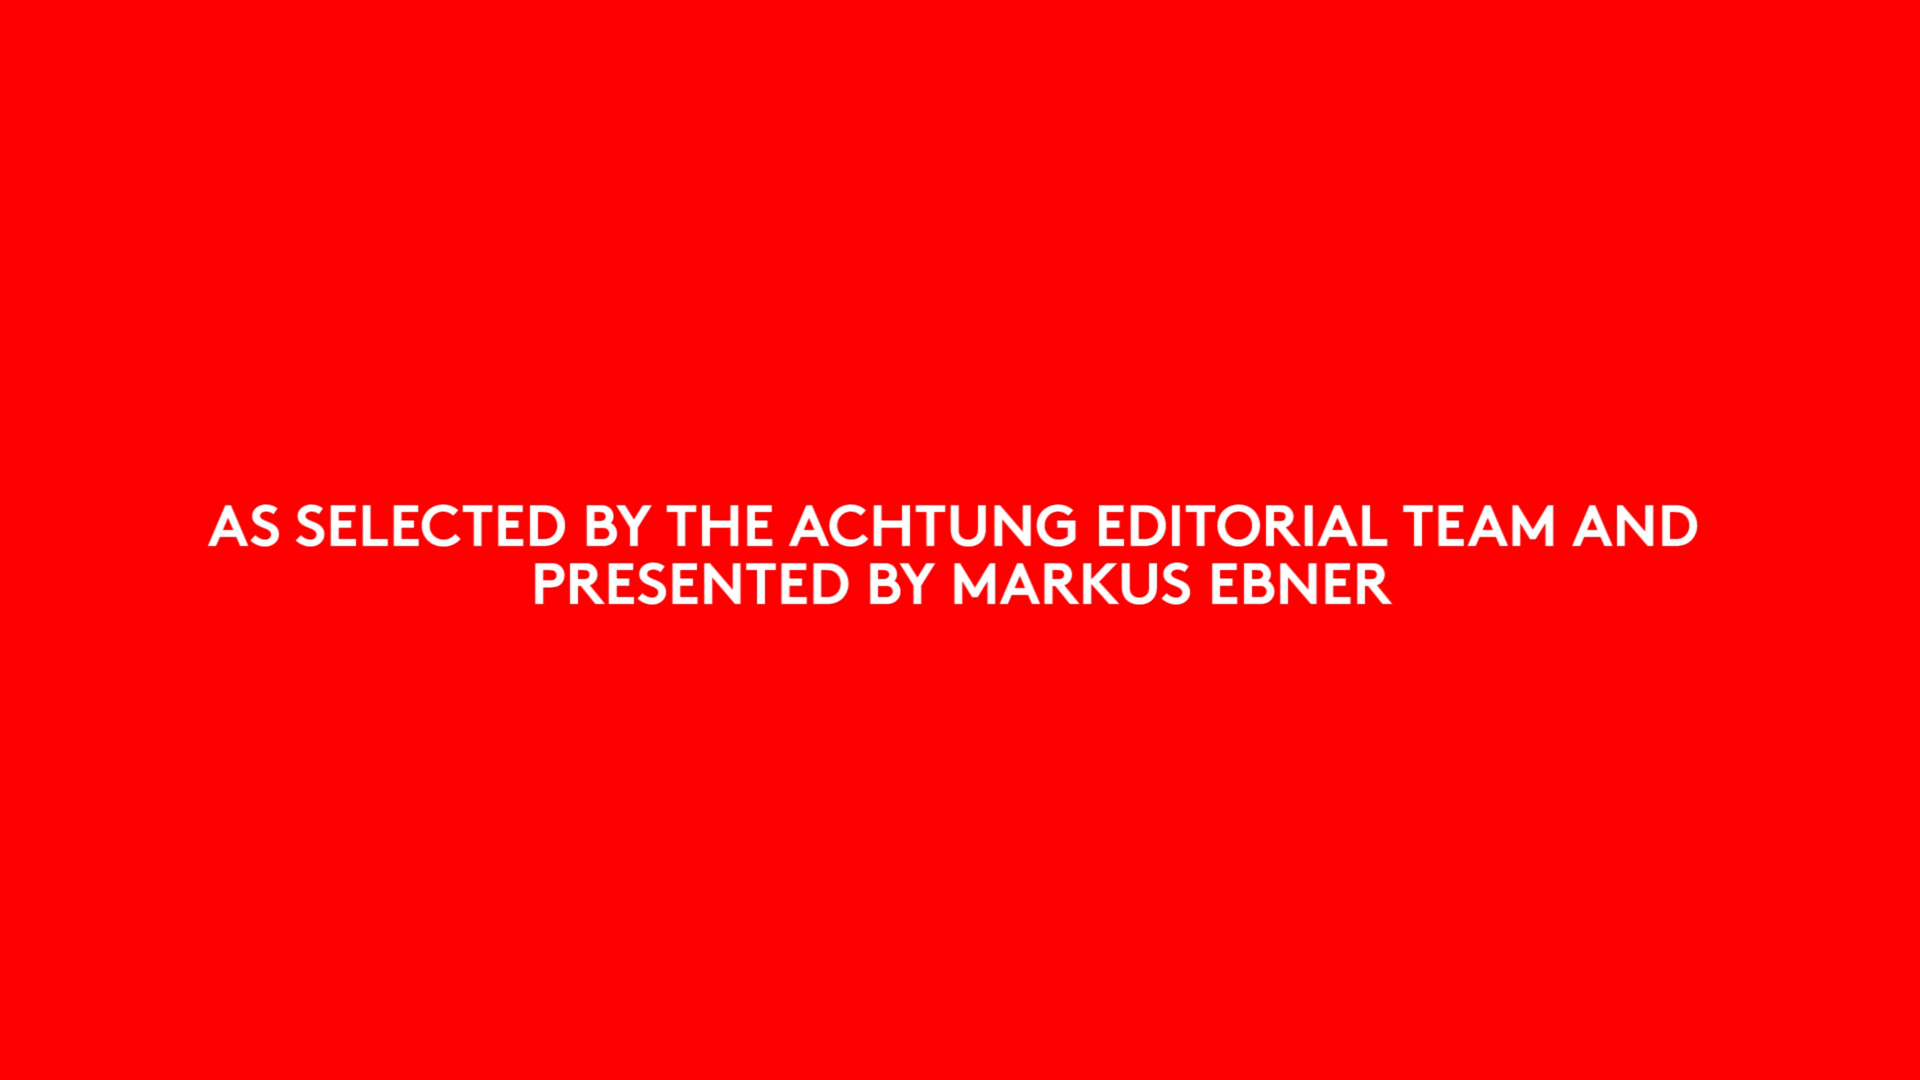 AS SELECTED BY THE ACHTUNG EDITORIAL TEAM AND
PRESENTED BY MARKUS EBNER